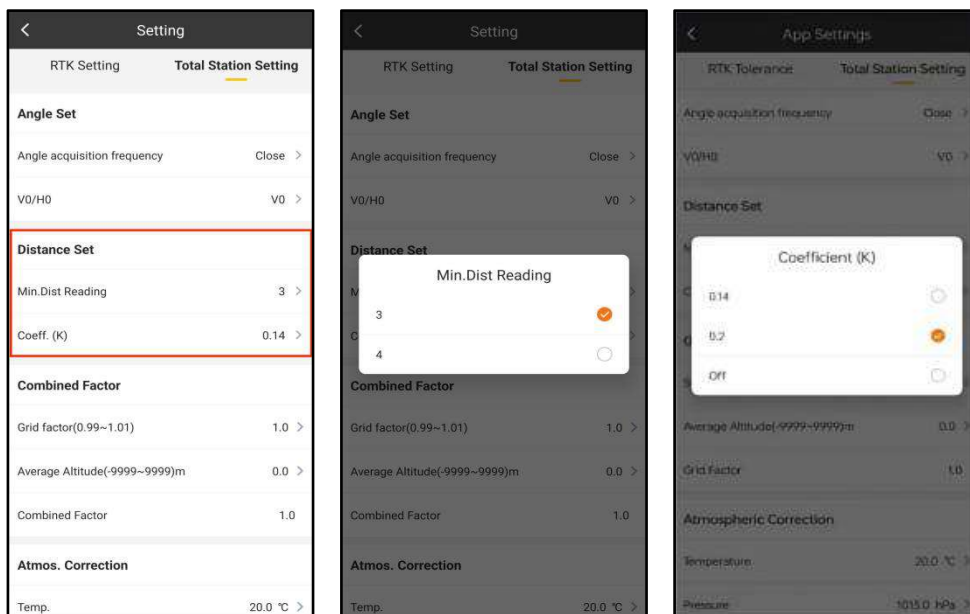 Setting
RTK Setting Total Station Setting
Angle Set
Angle acquisition frequency Close
V0/H0 V0
Distance Set
Min.Dist Reading 3
Coeff. (K) 0.14
Combined Factor
Grid factor(0.99~1.01) 1.0
Average Altitude(-9999~9999)m 0.0
Combined Factor 1.0
Atmos. Correction
Temp. 20.0 ℃
Setting
RTK Setting Total Station Setting
Angle Set
Angle acquisition frequency Close
V0/H0 V0
Distance Set
Min.Dist Reading
3
4
Combined Factor
Grid factor(0.99~1.01) 1.0
Average Altitude(-9999~9999)m 0.0
Combined Factor 1.0
Atmos. Correction
Temp. 20.0 ℃
App Settings
RTK Tolerance Total Station Setting
Angle acquisition frequency Close
V0/H0 V0
Distance Set
Coefficient (K)
0.14
0.2
Off
Average Altitude(-9999~9999)m 0.0
Grid Factor 1.0
Atmospheric Correction
Temperature 20.0 ℃
Pressure 1015.0 hPa